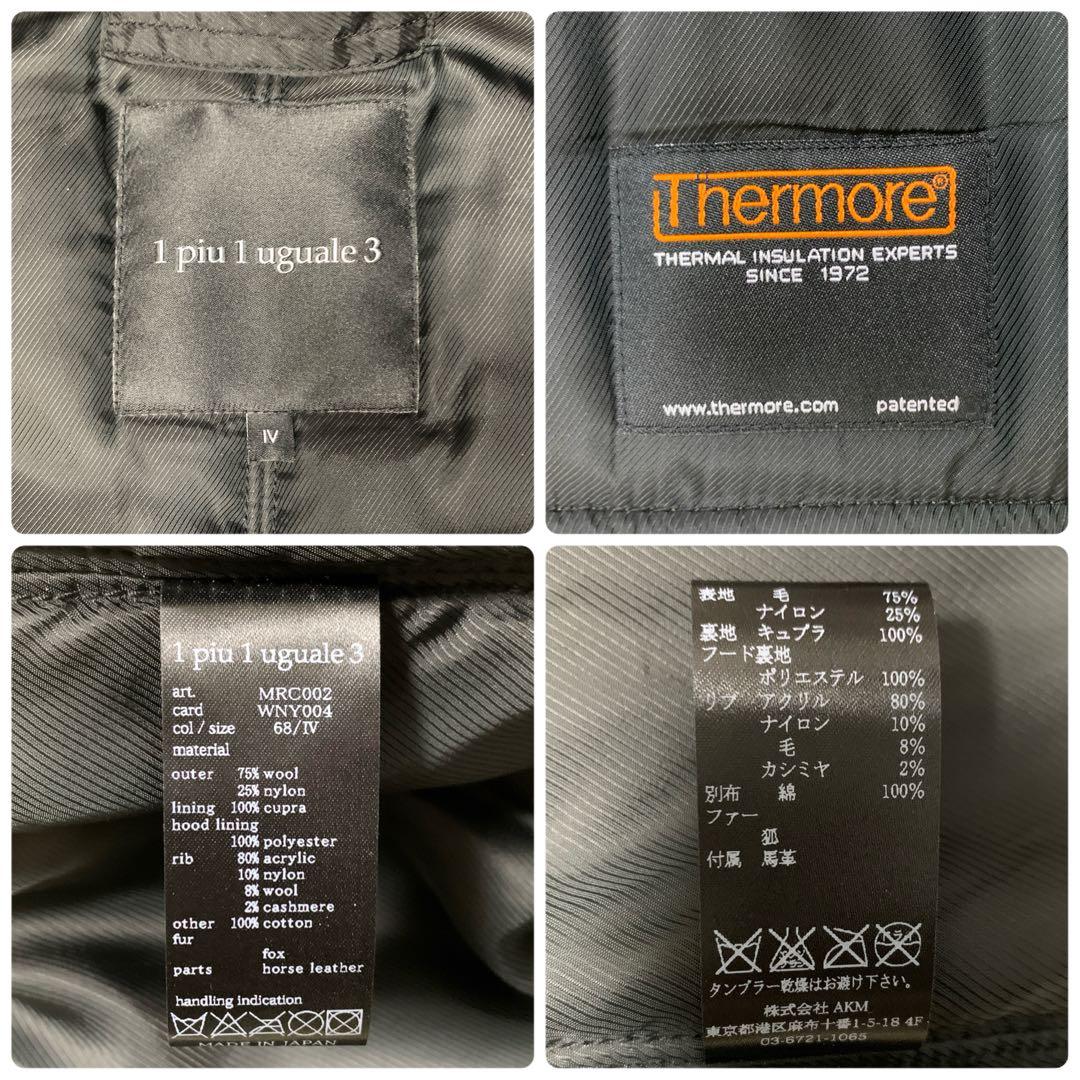 1 piu 1 uguale 3
IV
Thermore®
THERMAL INSULATION EXPERTS
SINCE 1972
www.thermore.com patented
1 piu 1 uguale 3
art. MRC002
card WNY004
col / size 68/IV
material
outer 75% wool
25% nylon
lining 100% cupra
hood lining
100% polyester
rib 80% acrylic
10% nylon
8% wool
2% cashmere
other 100% cotton
fur
fox
parts horse leather
handling indication
MADE IN JAPAN
表地 毛 75%
ナイロン 25%
裏地 キュプラ 100%
フード裏地
ポリエステル 100%
リブ アクリル 80%
ナイロン 10%
毛 8%
カシミヤ 2%
別布 綿 100%
ファー
狐
付属 馬革
タンブラー乾燥はお避け下さい。
株式会社 AKM
東京都港区麻布十番1-5-18 4F
03-6721-1065